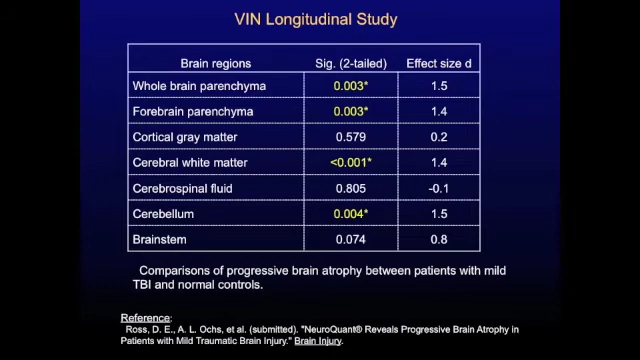 VIN Longitudinal Study
Brain regions Sig. (2-tailed) Effect size d
Whole brain parenchyma 0.003* 1.5
Forebrain parenchyma 0.003* 1.4
Cortical gray matter 0.579 0.2
Cerebral white matter <0.001* 1.4
Cerebrospinal fluid 0.805 -0.1
Cerebellum 0.004* 1.5
Brainstem 0.074 0.8
Comparisons of progressive brain atrophy between patients with mild
TBI and normal controls.
Reference:
Ross, D. E., A. L. Ochs, et al. (submitted). "NeuroQuant® Reveals Progressive Brain Atrophy in
Patients with Mild Traumatic Brain Injury." Brain Injury.